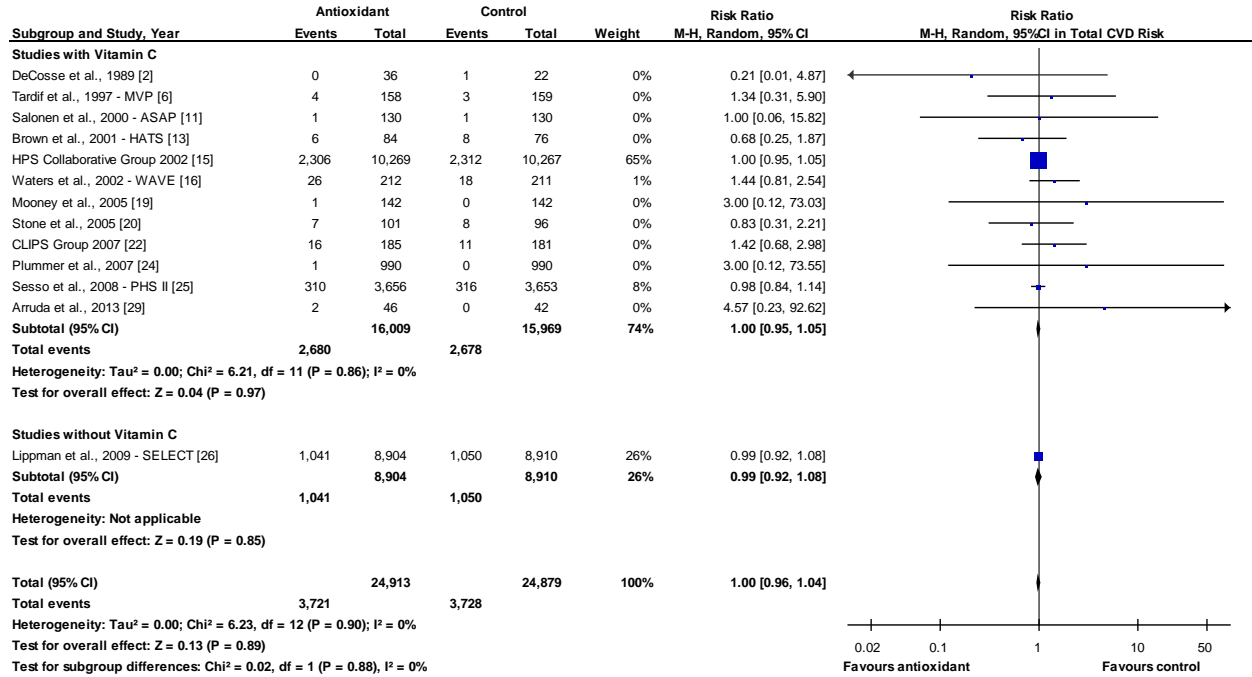 Antioxidant Control Risk Ratio Risk Ratio
Subgroup and Study, Year Events Total Events Total Weight M-H, Random, 95% CI M-H, Random, 95%CI in Total CVD Risk
Studies with Vitamin C
DeCosse et al., 1989 [2] 0 36 1 22 0% 0.21 [0.01, 4.87]
Tardif et al., 1997 - MVP [6] 4 158 3 159 0% 1.34 [0.31, 5.90]
Salonen et al., 2000 - ASAP [11] 1 130 1 130 0% 1.00 [0.06, 15.82]
Brown et al., 2001 - HATS [13] 6 84 8 76 0% 0.68 [0.25, 1.87]
HPS Collaborative Group 2002 [15] 2,306 10,269 2,312 10,267 65% 1.00 [0.95, 1.05]
Waters et al., 2002 - WAVE [16] 26 212 18 211 1% 1.44 [0.81, 2.54]
Mooney et al., 2005 [19] 1 142 0 142 0% 3.00 [0.12, 73.03]
Stone et al., 2005 [20] 7 101 8 96 0% 0.83 [0.31, 2.21]
CLIPS Group 2007 [22] 16 185 11 181 0% 1.42 [0.68, 2.98]
Plummer et al., 2007 [24] 1 990 0 990 0% 3.00 [0.12, 73.55]
Sesso et al., 2008 - PHS II [25] 310 3,656 316 3,653 8% 0.98 [0.84, 1.14]
Arruda et al., 2013 [29] 2 46 0 42 0% 4.57 [0.23, 92.62]
Subtotal (95% CI) 16,009 15,969 74% 1.00 [0.95, 1.05]
Total events 2,680 2,678
Heterogeneity: Tau² = 0.00; Chi² = 6.21, df = 11 (P = 0.86); I² = 0%
Test for overall effect: Z = 0.04 (P = 0.97)
Studies without Vitamin C
Lippman et al., 2009 - SELECT [26] 1,041 8,904 1,050 8,910 26% 0.99 [0.92, 1.08]
Subtotal (95% CI) 8,904 8,910 26% 0.99 [0.92, 1.08]
Total events 1,041 1,050
Heterogeneity: Not applicable
Test for overall effect: Z = 0.19 (P = 0.85)
Total (95% CI) 24,913 24,879 100% 1.00 [0.96, 1.04]
Total events 3,721 3,728
Heterogeneity: Tau² = 0.00; Chi² = 6.23, df = 12 (P = 0.90); I² = 0%
Test for overall effect: Z = 0.13 (P = 0.89)
Test for subgroup differences: Chi² = 0.02, df = 1 (P = 0.88), I² = 0%
0.02 0.1 1 10 50
Favours antioxidant Favours control